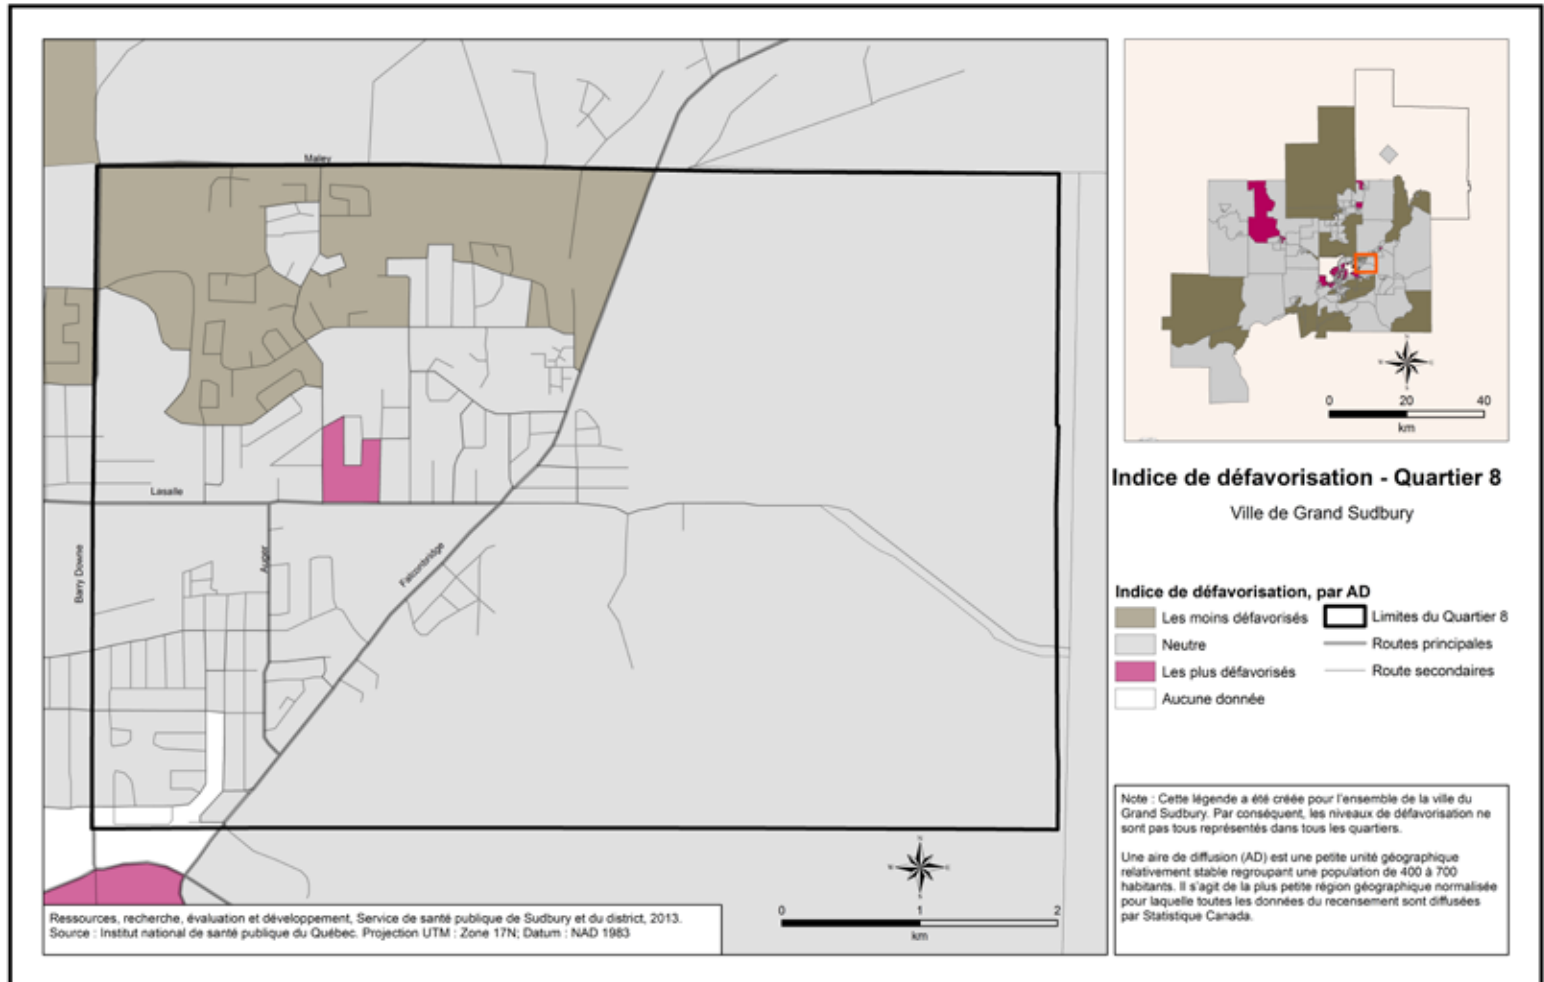 Maley
Lasalle
Barry Downe
Auger
Falconbridge
N
W
E
S
0 1 2
km
Ressources, recherche, évaluation et développement, Service de santé publique de Sudbury et du district, 2013.
Source : Institut national de santé publique du Québec. Projection UTM : Zone 17N; Datum : NAD 1983
N
W
E
S
0 20 40
km
Indice de défavorisation - Quartier 8
Ville de Grand Sudbury
Indice de défavorisation, par AD
Les moins défavorisés
Neutre
Les plus défavorisés
Aucune donnée
Limites du Quartier 8
Routes principales
Route secondaires
Note : Cette légende a été créée pour l'ensemble de la ville du
Grand Sudbury. Par conséquent, les niveaux de défavorisation ne
sont pas tous représentés dans tous les quartiers.
Une aire de diffusion (AD) est une petite unité géographique
relativement stable regroupant une population de 400 à 700
habitants. Il s'agit de la plus petite région géographique normalisée
pour laquelle toutes les données du recensement sont diffusées
par Statistique Canada.